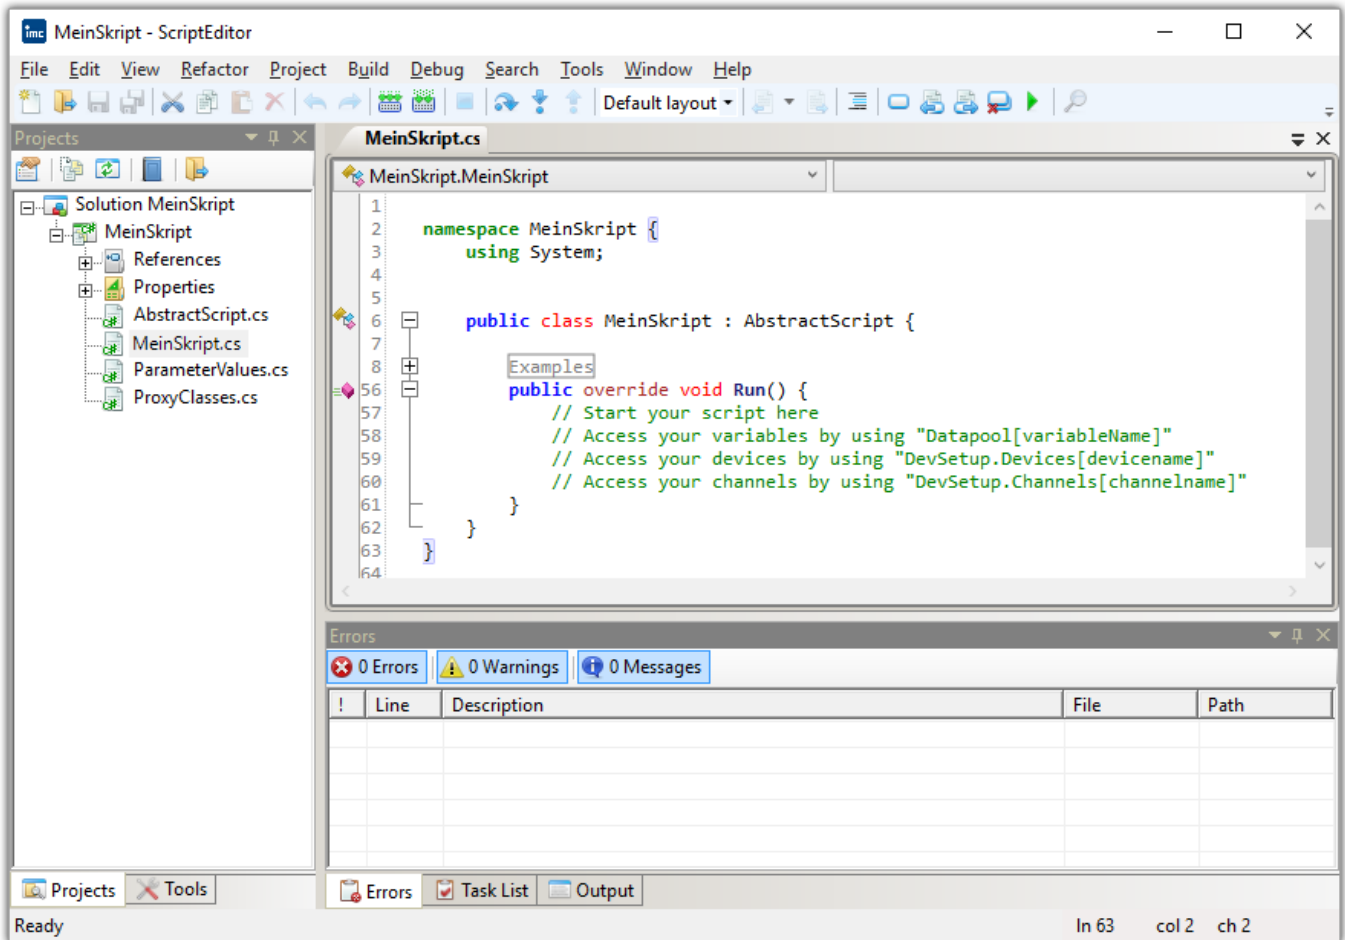 imc MeinSkript - ScriptEditor
File Edit View Refactor Project Build Debug Search Tools Window Help
Default layout
Projects
Solution MeinSkript
MeinSkript
References
Properties
AbstractScript.cs
MeinSkript.cs
ParameterValues.cs
ProxyClasses.cs
Projects Tools
MeinSkript.cs
MeinSkript.MeinSkript
1
2 namespace MeinSkript {
3 using System;
4
5
6 public class MeinSkript : AbstractScript {
7
8 Examples
56 public override void Run() {
57 // Start your script here
58 // Access your variables by using "Datapool[variableName]"
59 // Access your devices by using "DevSetup.Devices[devicename]"
60 // Access your channels by using "DevSetup.Channels[channelname]"
61 }
62 }
63 }
64
Errors
0 Errors 0 Warnings 0 Messages
! Line Description File Path
Errors Task List Output
Ready ln 63 col 2 ch 2